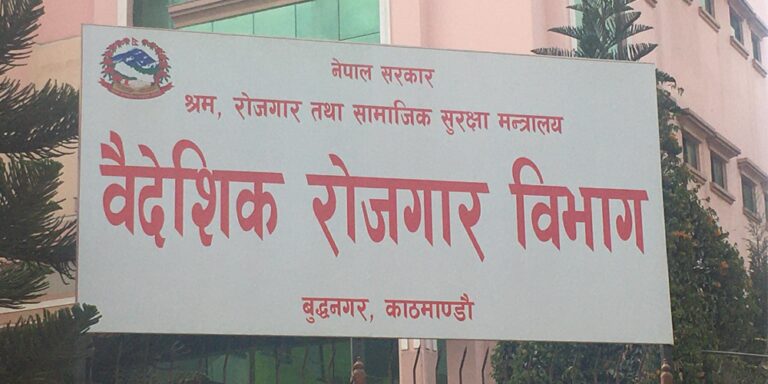 नेपाल सरकार
श्रम, रोजगार तथा सामाजिक सुरक्षा मन्त्रालय
वैदेशिक रोजगार विभाग
बुद्धनगर, काठमाण्डौ